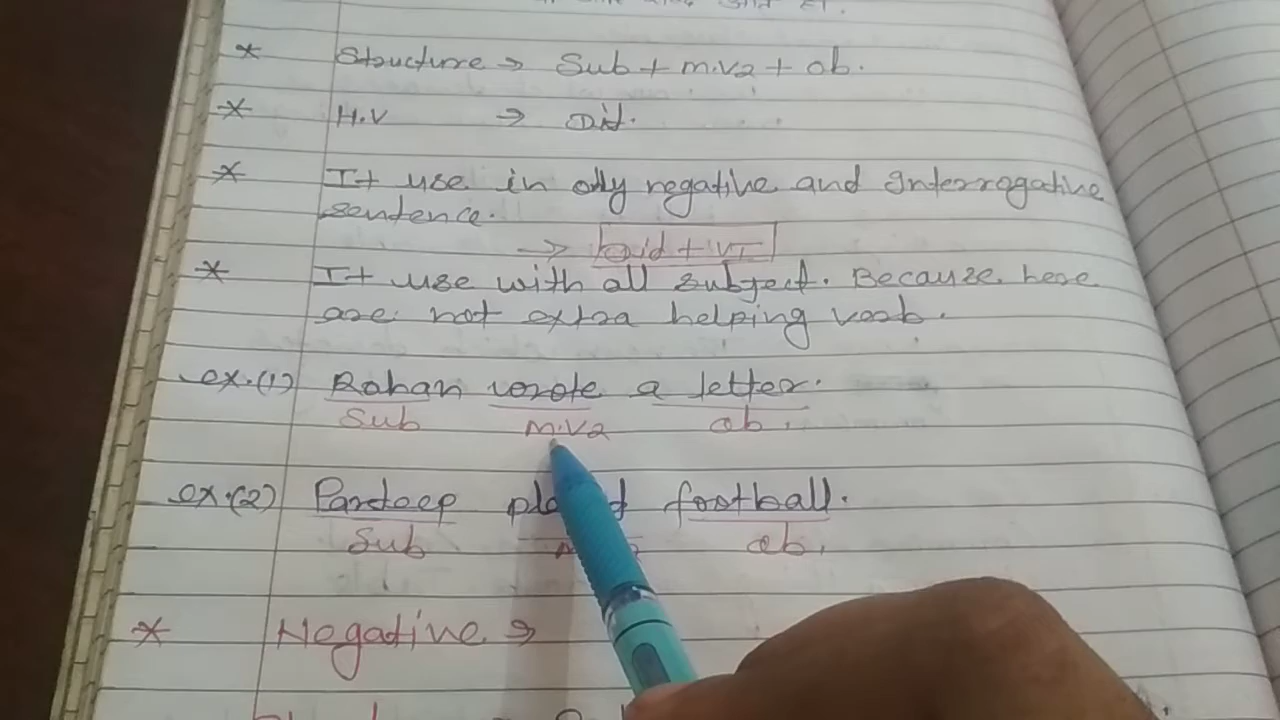 * Structure → Sub + m.v2 + ob.
* H.V → Did.
* It use in only negative and Interrogative
sentence.
→ Did + VI
* It use with all subject. Because here
are not extra helping verb.
ex.(1) Rohan wrote a letter.
Sub m.v2 ob.
ex.(2) Pardeep football.
Sub ob.
* Negative →